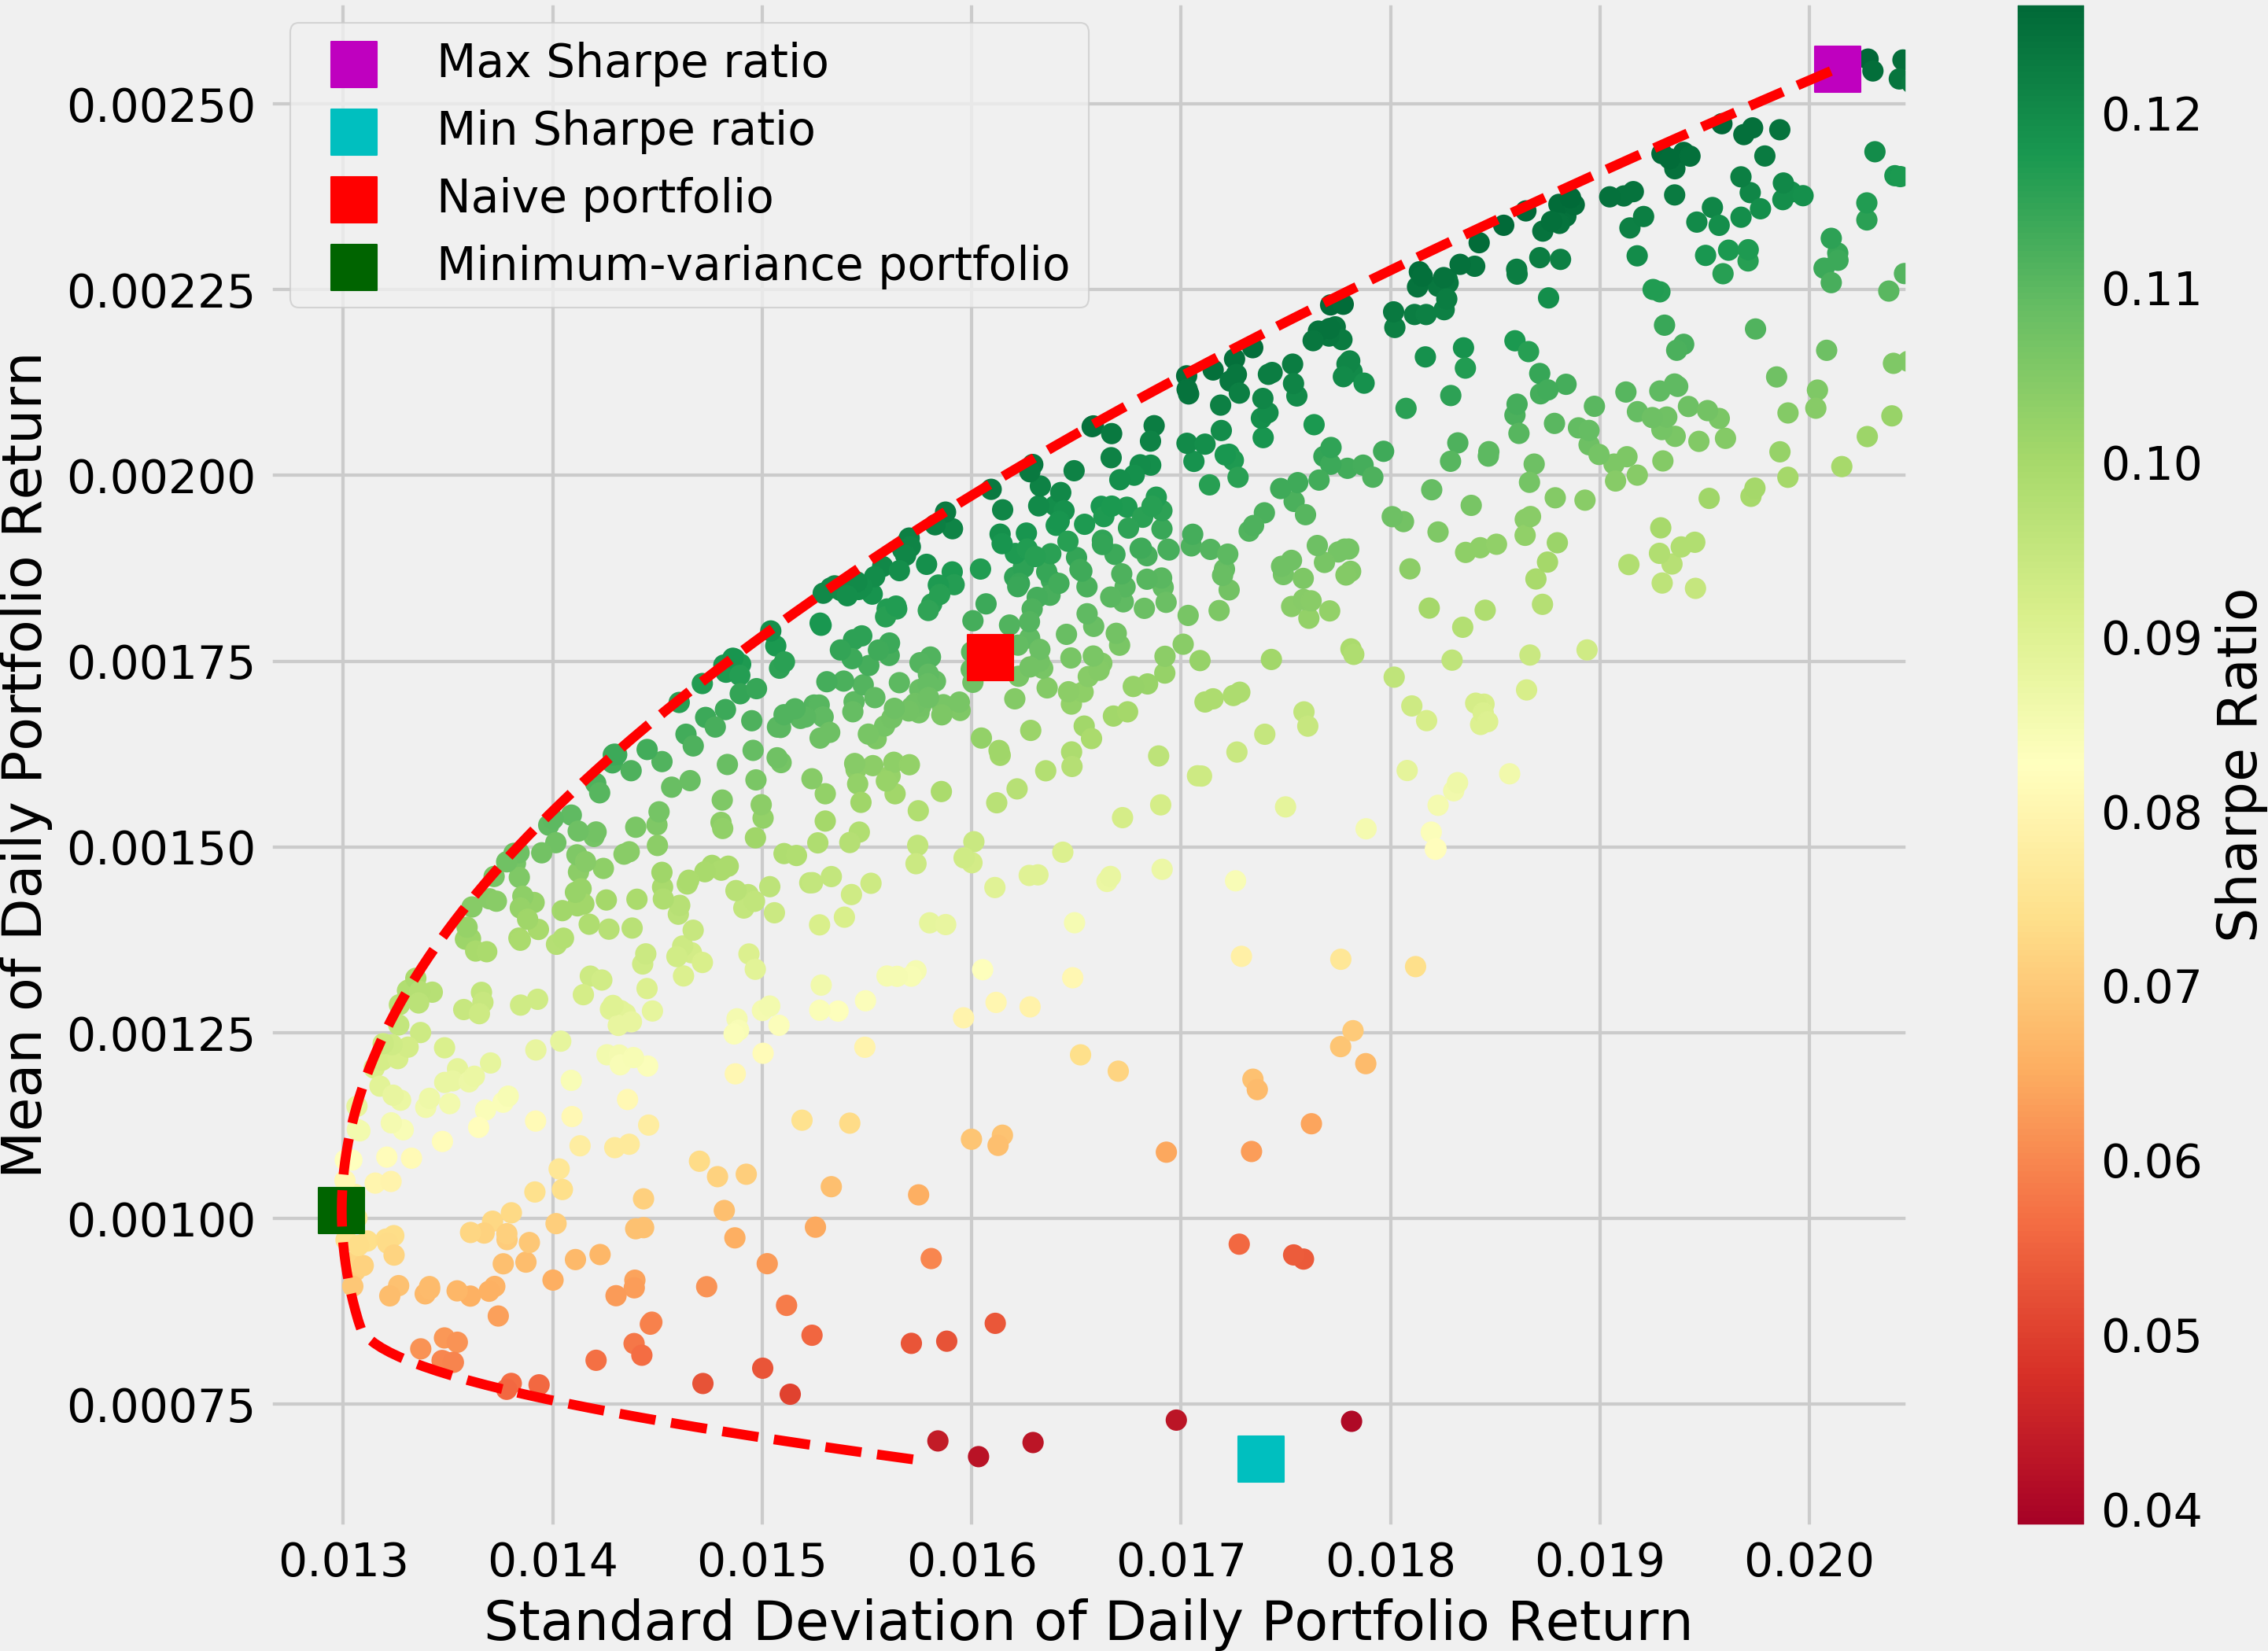 Max Sharpe ratio
Min Sharpe ratio
Naive portfolio
Minimum-variance portfolio
Mean of Daily Portfolio Return
0.00250
0.00225
0.00200
0.00175
0.00150
0.00125
0.00100
0.00075
0.013 0.014 0.015 0.016 0.017 0.018 0.019 0.020
Standard Deviation of Daily Portfolio Return
0.12
0.11
0.10
0.09
0.08
0.07
0.06
0.05
0.04
Sharpe Ratio